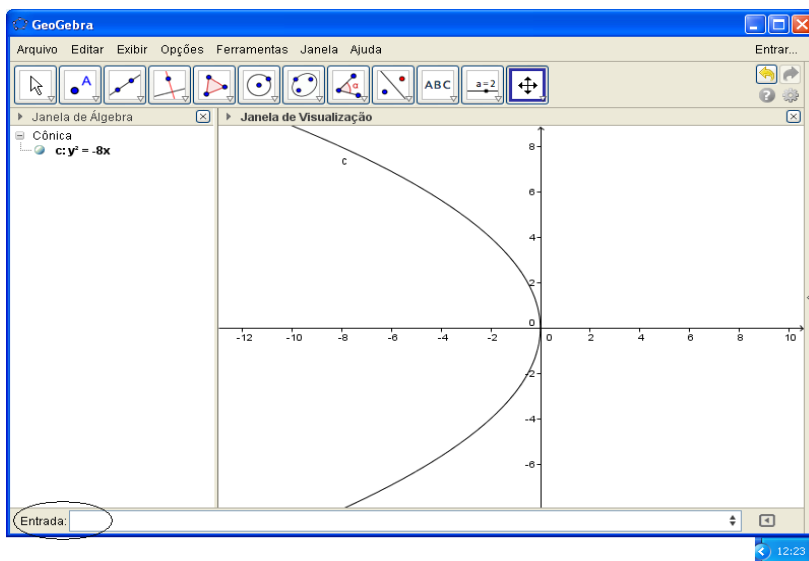 GeoGebra
Arquivo Editar Exibir Opções Ferramentas Janela Ajuda Entrar...
A α ABC a=2
Janela de Álgebra
Janela de Visualização
Cônica
c: y² = -8x
c
8
6
4
2
0
-12 -10 -8 -6 -4 -2 0 2 4 6 8 10
-2
-4
-6
Entrada:
12:23